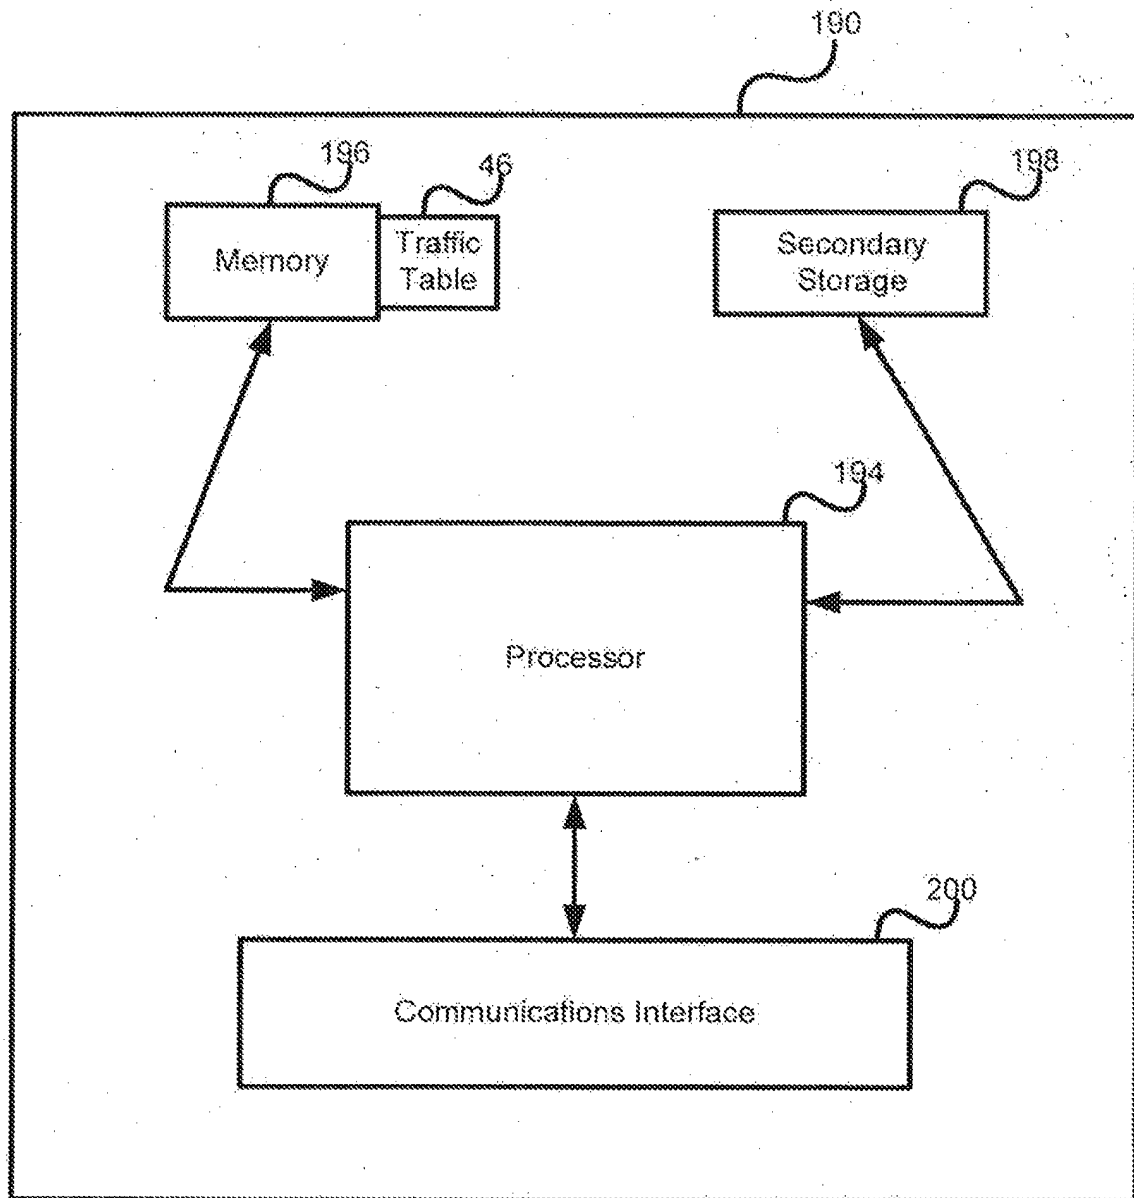 190
196
46
198
Memory
Traffic
Table
Secondary
Storage
194
Processor
200
Communications Interface